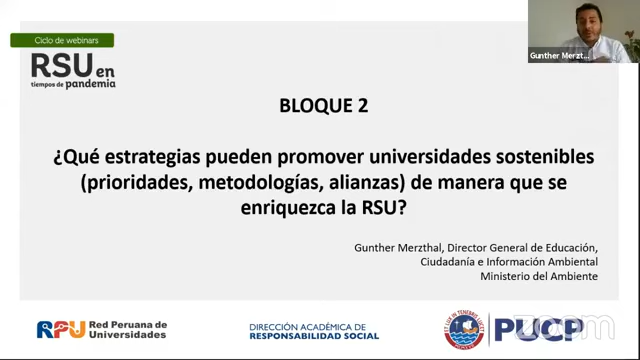 Ciclo de webinars
RSU en
tiempos de pandemia
Gunther Merzt...
BLOQUE 2
¿Qué estrategias pueden promover universidades sostenibles
(prioridades, metodologías, alianzas) de manera que se
enriquezca la RSU?
Gunther Merzthal, Director General de Educación,
Ciudadanía e Información Ambiental
Ministerio del Ambiente
RPU Red Peruana de
Universidades
DIRECCIÓN ACADÉMICA DE
RESPONSABILIDAD SOCIAL
PUCP
zoom